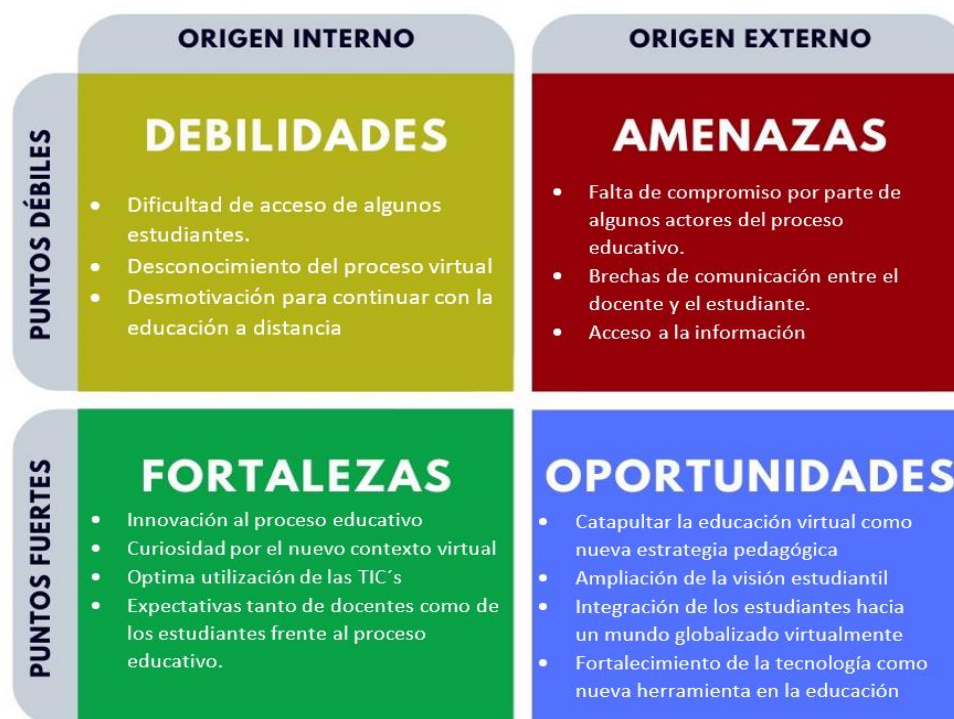 ORIGEN INTERNO
ORIGEN EXTERNO
PUNTOS DÉBILES
DEBILIDADES
• Dificultad de acceso de algunos
estudiantes.
• Desconocimiento del proceso virtual
• Desmotivación para continuar con la
educación a distancia
AMENAZAS
• Falta de compromiso por parte de
algunos actores del proceso
educativo.
• Brechas de comunicación entre el
docente y el estudiante.
• Acceso a la información
PUNTOS FUERTES
FORTALEZAS
• Innovación al proceso educativo
• Curiosidad por el nuevo contexto virtual
• Optima utilización de las TIC´s
• Expectativas tanto de docentes como de
los estudiantes frente al proceso
educativo.
OPORTUNIDADES
• Catapultar la educación virtual como
nueva estrategia pedagógica
• Ampliación de la visión estudiantil
• Integración de los estudiantes hacia
un mundo globalizado virtualmente
• Fortalecimiento de la tecnología como
nueva herramienta en la educación